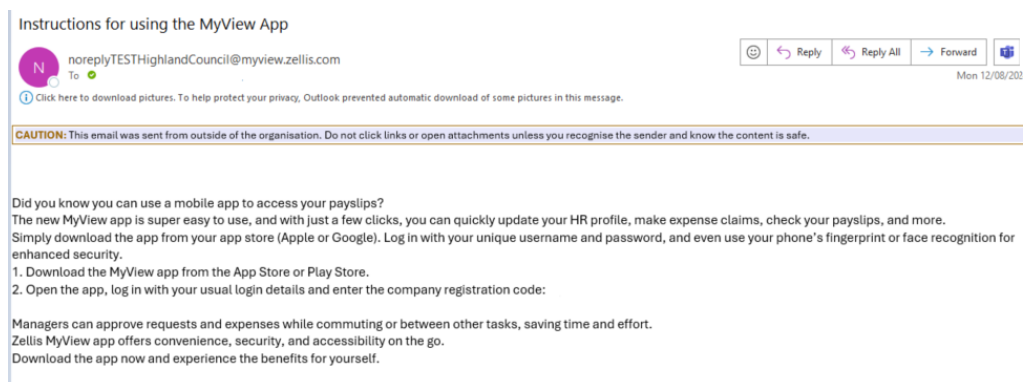 Instructions for using the MyView App
N
noreplyTESTHighlandCouncil@myview.zellis.com
To
Reply
Reply All
Forward
Mon 12/08/202
Click here to download pictures. To help protect your privacy, Outlook prevented automatic download of some pictures in this message.
CAUTION: This email was sent from outside of the organisation. Do not click links or open attachments unless you recognise the sender and know the content is safe.
Did you know you can use a mobile app to access your payslips?
The new MyView app is super easy to use, and with just a few clicks, you can quickly update your HR profile, make expense claims, check your payslips, and more.
Simply download the app from your app store (Apple or Google). Log in with your unique username and password, and even use your phone's fingerprint or face recognition for
enhanced security.
1. Download the MyView app from the App Store or Play Store.
2. Open the app, log in with your usual login details and enter the company registration code:
Managers can approve requests and expenses while commuting or between other tasks, saving time and effort.
Zellis MyView app offers convenience, security, and accessibility on the go.
Download the app now and experience the benefits for yourself.